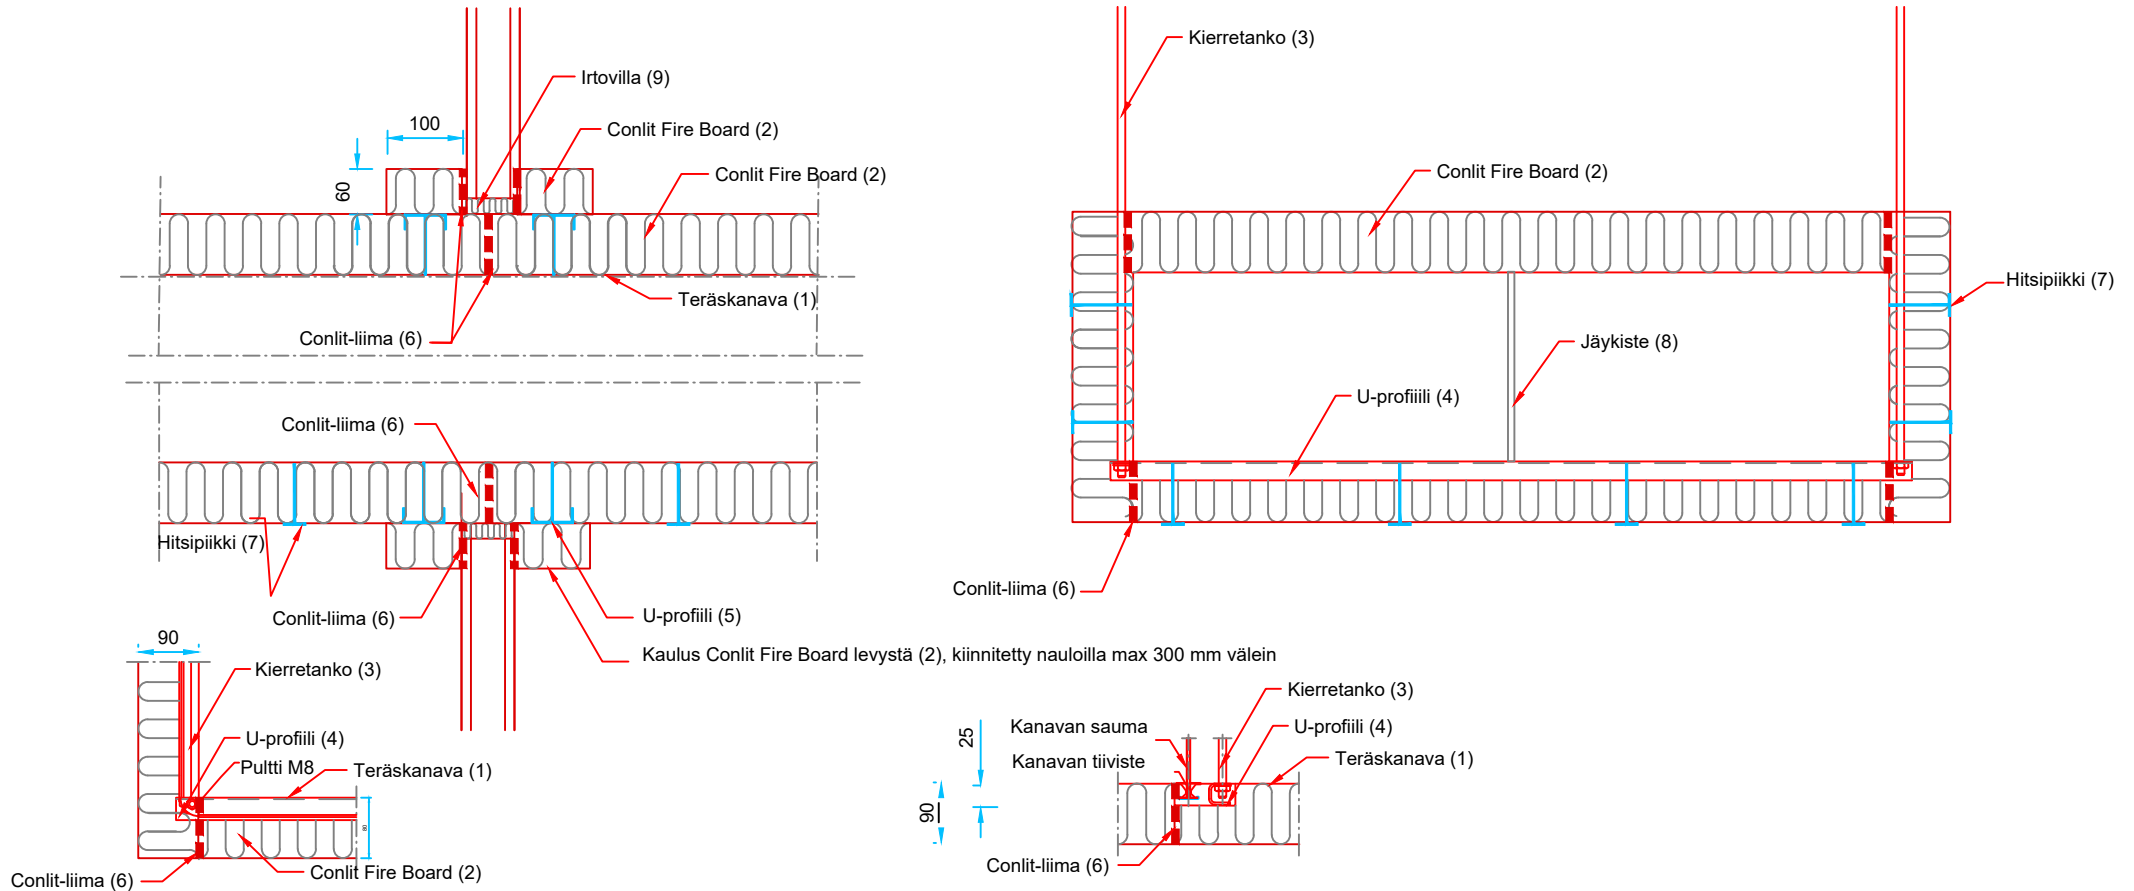 Kierretanko (3)
Irtovilla (9)
100
Conlit Fire Board (2)
Conlit Fire Board (2)
Conlit Fire Board (2)
60
Hitsipiikki (7)
Teräskanava (1)
Conlit-liima (6)
Jäykiste (8)
U-profiiili (4)
Conlit-liima (6)
Hitsipiikki (7)
Conlit-liima (6)
Conlit-liima (6)
U-profiili (5)
Kaulus Conlit Fire Board levystä (2), kiinnitetty nauloilla max 300 mm välein
90
Kierretanko (3)
U-profiili (4)
Pultti M8
Teräskanava (1)
Conlit Fire Board (2)
Conlit-liima (6)
Kierretanko (3)
Kanavan sauma
U-profiili (4)
25
Kanavan tiiviste
Teräskanava (1)
90
Conlit-liima (6)